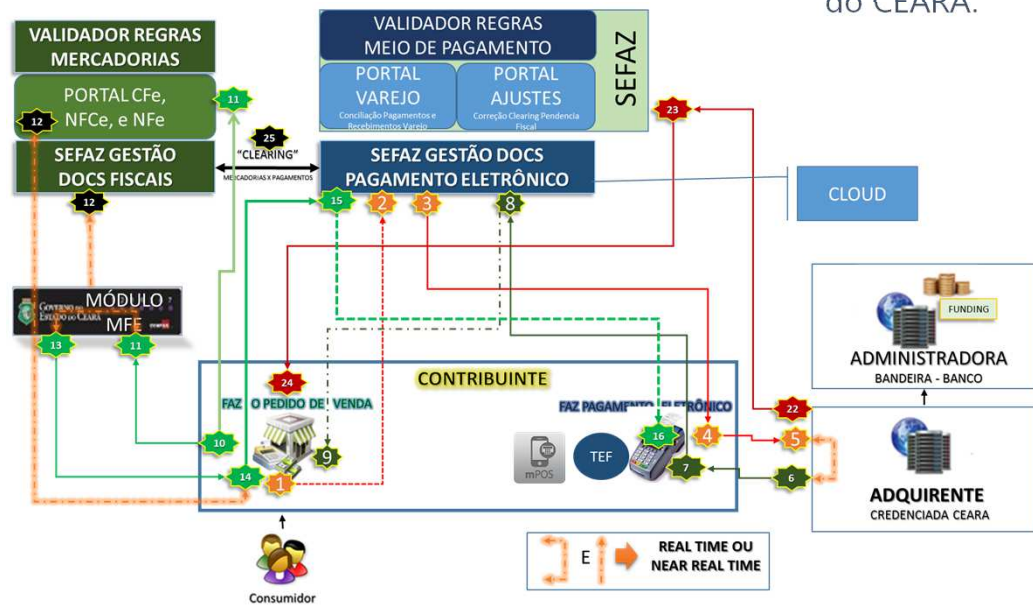 do CEARÁ.
VALIDADOR REGRAS
MERCADORIAS
PORTAL CFe,
NFCe, e NFe
11
12
SEFAZ GESTÃO
DOCS FISCAIS
12
25
"CLEARING"
MERCADORIAS X PAGAMENTOS
VALIDADOR REGRAS
MEIO DE PAGAMENTO
PORTAL
VAREJO
Conciliação Pagamentos e
Recebimentos Varejo
PORTAL
AJUSTES
Correção Clearing Pendencia
Fiscal
SEFAZ
SEFAZ GESTÃO DOCS
PAGAMENTO ELETRÔNICO
15
2
3
8
23
CLOUD
GOVERNO DO
ESTADO DO CEARÁ
MÓDULO
MFE
13
11
FUNDING
ADMINISTRADORA
BANDEIRA - BANCO
CONTRIBUINTE
24
FAZ O PEDIDO DE VENDA
FAZ PAGAMENTO ELETRÔNICO
10
14
9
1
mPOS
TEF
16
4
7
22
5
6
ADQUIRENTE
CREDENCIADA CEARA
Consumidor
E
REAL TIME OU
NEAR REAL TIME